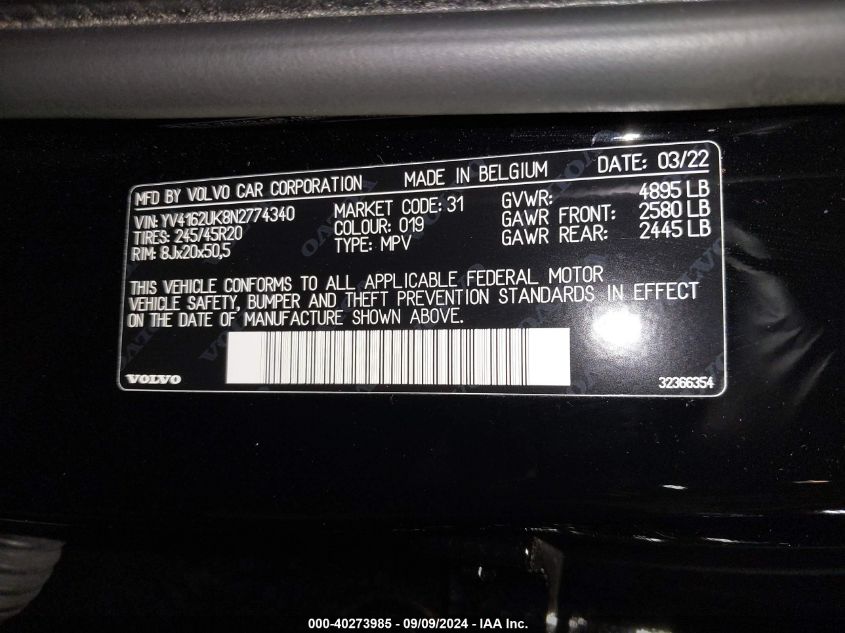 MFD BY VOLVO CAR CORPORATION MADE IN BELGIUM DATE: 03/22
VIN: YV4162UK8N2774340 MARKET CODE: 31 GVWR: 4895 LB
TIRES: 245/45R20 COLOUR: 019 GAWR FRONT: 2580 LB
RIM: 8Jx20x50,5 TYPE: MPV GAWR REAR: 2445 LB
THIS VEHICLE CONFORMS TO ALL APPLICABLE FEDERAL MOTOR
VEHICLE SAFETY, BUMPER AND THEFT PREVENTION STANDARDS IN EFFECT
ON THE DATE OF MANUFACTURE SHOWN ABOVE.
VOLVO 32366354
000-40273985 - 09/09/2024 - IAA Inc.